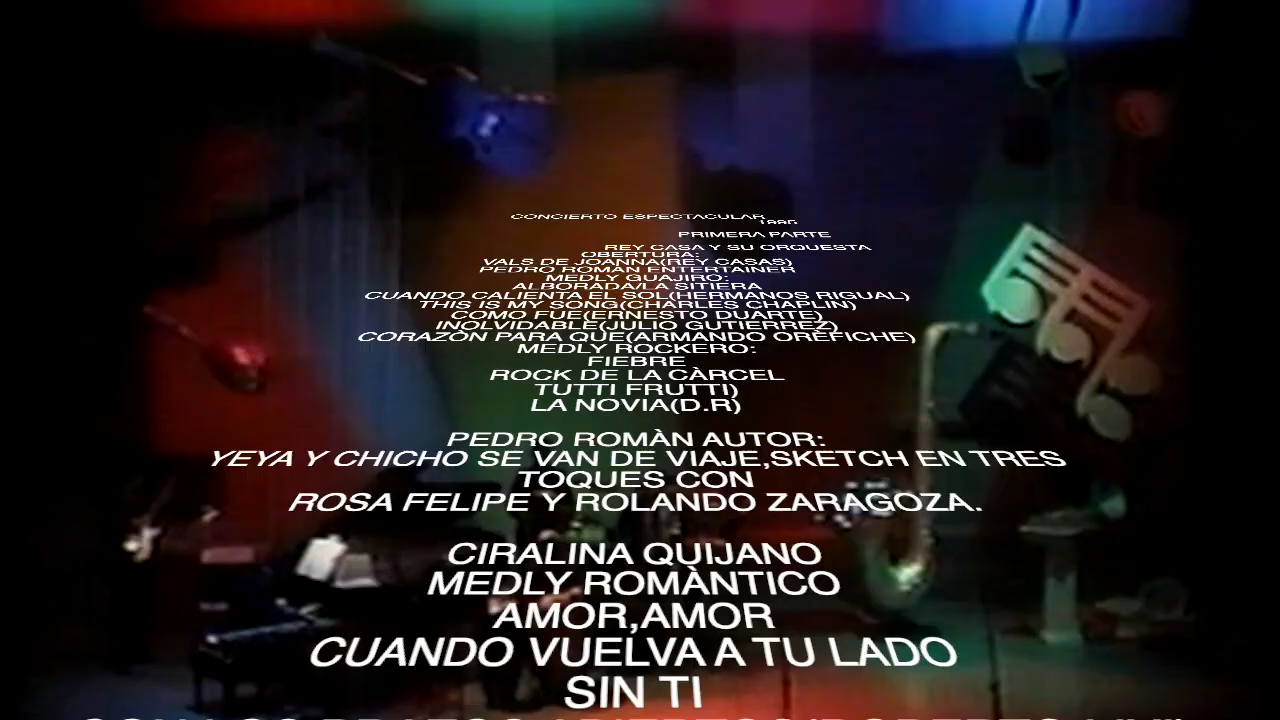 CONCIERTO ESPECTACULAR
1995
PRIMERA PARTE
REY CASA Y SU ORQUESTA
OBERTURA:
VALS DE JOANNA(REY CASAS)
PEDRO ROMÀN ENTERTAINER
MEDLY GUAJIRO:
ALBORADA/LA SITIERA
CUANDO CALIENTA EL SOL(HERMANOS RIGUAL)
THIS IS MY SONG(CHARLES CHAPLIN)
COMO FUE(ERNESTO DUARTE)
INOLVIDABLE(JULIO GUTIERREZ)
CORAZÒN PARA QUE(ARMANDO OREFICHE)
MEDLY ROCKERO:
FIEBRE
ROCK DE LA CÀRCEL
TUTTI FRUTTI)
LA NOVIA(D.R)
PEDRO ROMÀN AUTOR:
YEYA Y CHICHO SE VAN DE VIAJE,SKETCH EN TRES
TOQUES CON
ROSA FELIPE Y ROLANDO ZARAGOZA.
CIRALINA QUIJANO
MEDLY ROMÀNTICO
AMOR,AMOR
CUANDO VUELVA A TU LADO
SIN TI